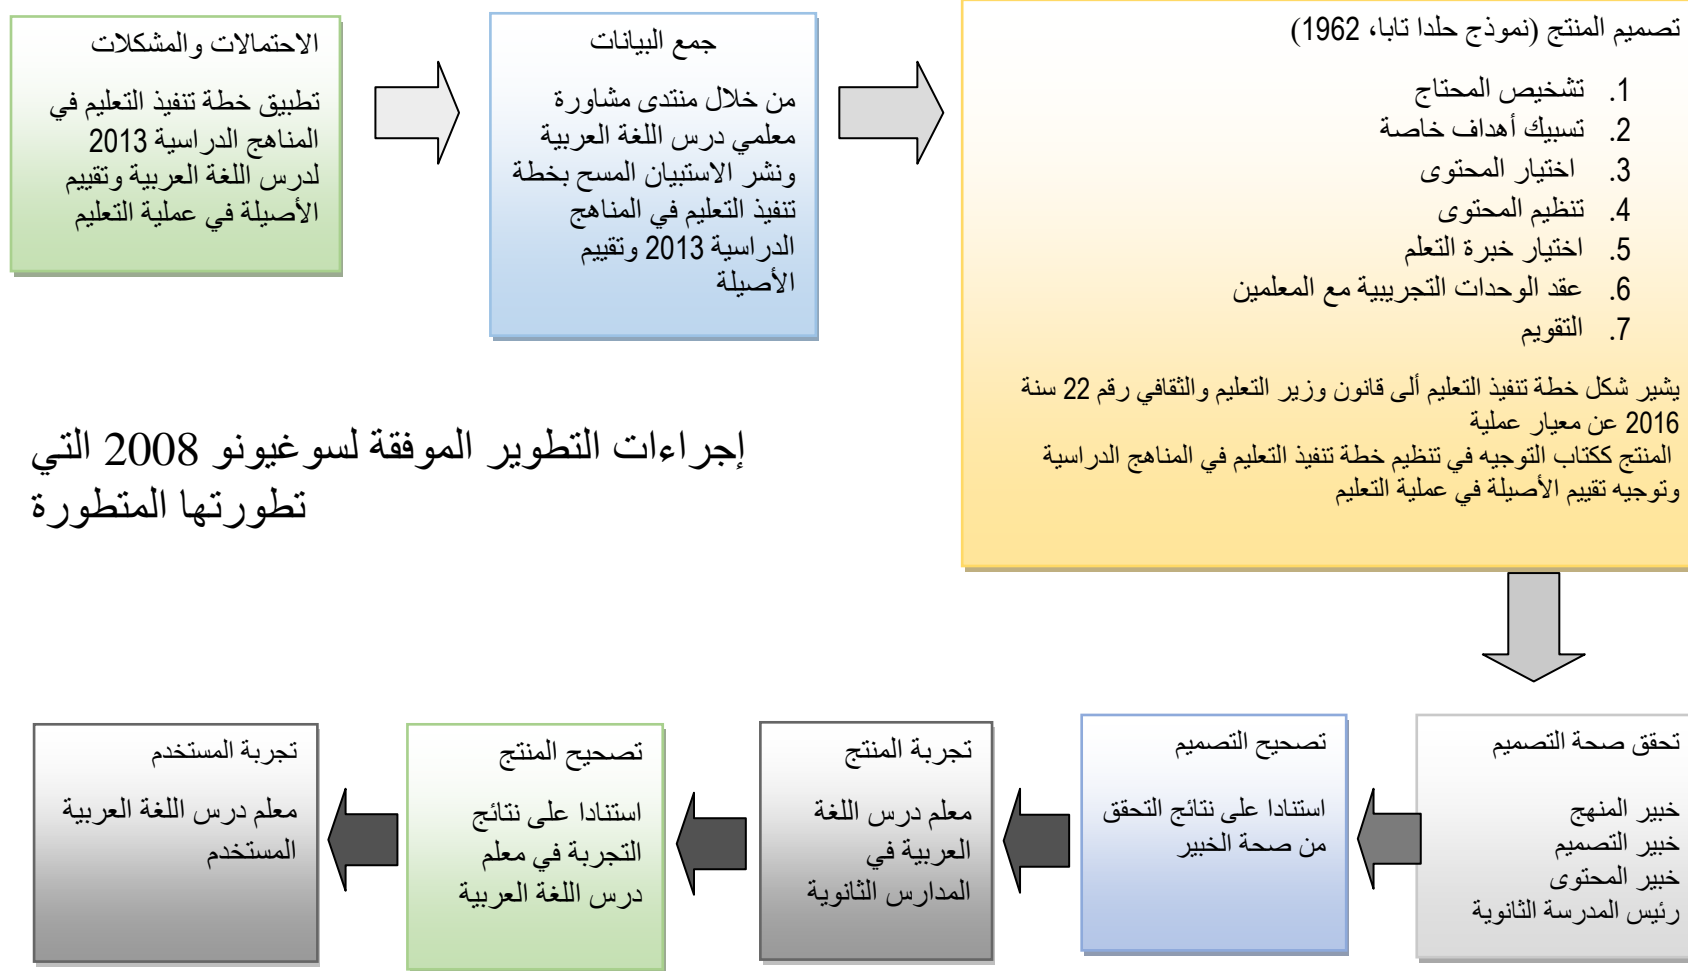 الاحتمالات والمشكلات
تطبيق خطة تنفيذ التعليم في
المناهج الدراسية 2013
لدرس اللغة العربية وتقييم
الأصيلة في عملية التعليم
جمع البيانات
من خلال منتدى مشاورة
معلمي درس اللغة العربية
ونشر الاستبيان المسح بخطة
تنفيذ التعليم في المناهج
الدراسية 2013 وتقييم
الأصيلة
تصميم المنتج (نموذج حلدا تابا، 1962)
1. تشخيص المحتاج
2. تسبيك أهداف خاصة
3. اختيار المحتوى
4. تنظيم المحتوى
5. اختيار خبرة التعلم
6. عقد الوحدات التجريبية مع المعلمين
7. التقويم
يشير شكل خطة تنفيذ التعليم ألى قانون وزير التعليم والثقافي رقم 22 سنة
2016 عن معيار عملية
المنتج ككتاب التوجيه في تنظيم خطة تنفيذ التعليم في المناهج الدراسية
وتوجيه تقييم الأصيلة في عملية التعليم
إجراءات التطوير الموفقة لسوغيونو 2008 التي
تطورتها المتطورة
تحقق صحة التصميم
خبير المنهج
خبير التصميم
خبير المحتوى
رئيس المدرسة الثانوية
تصحيح التصميم
استنادا على نتائج التحقق
من صحة الخبير
تجربة المنتج
معلم درس اللغة
العربية في
المدارس الثانوية
تصحيح المنتج
استنادا على نتائج
التجربة في معلم
درس اللغة العربية
تجربة المستخدم
معلم درس اللغة العربية
المستخدم